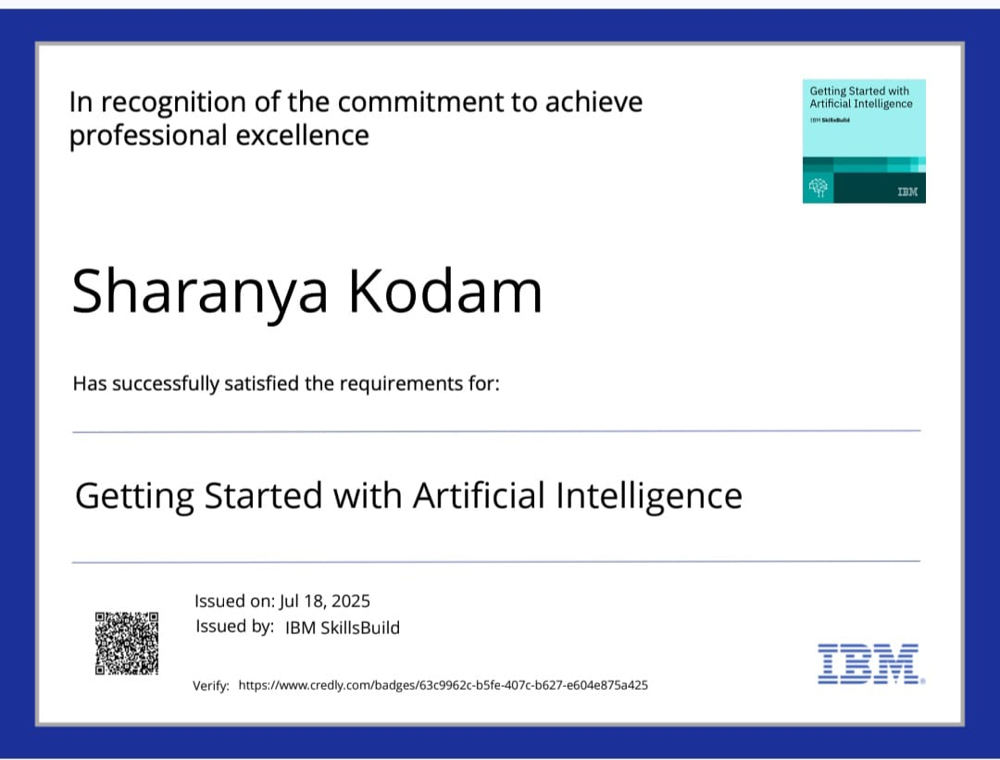 In recognition of the commitment to achieve
professional excellence
Getting Started with
Artificial Intelligence
IBM SkillsBuild
IBM
Sharanya Kodam
Has successfully satisfied the requirements for:
Getting Started with Artificial Intelligence
Issued on: Jul 18, 2025
Issued by: IBM SkillsBuild
IBM®
Verify: https://www.credly.com/badges/63c9962c-b5fe-407c-b627-e604e875a425